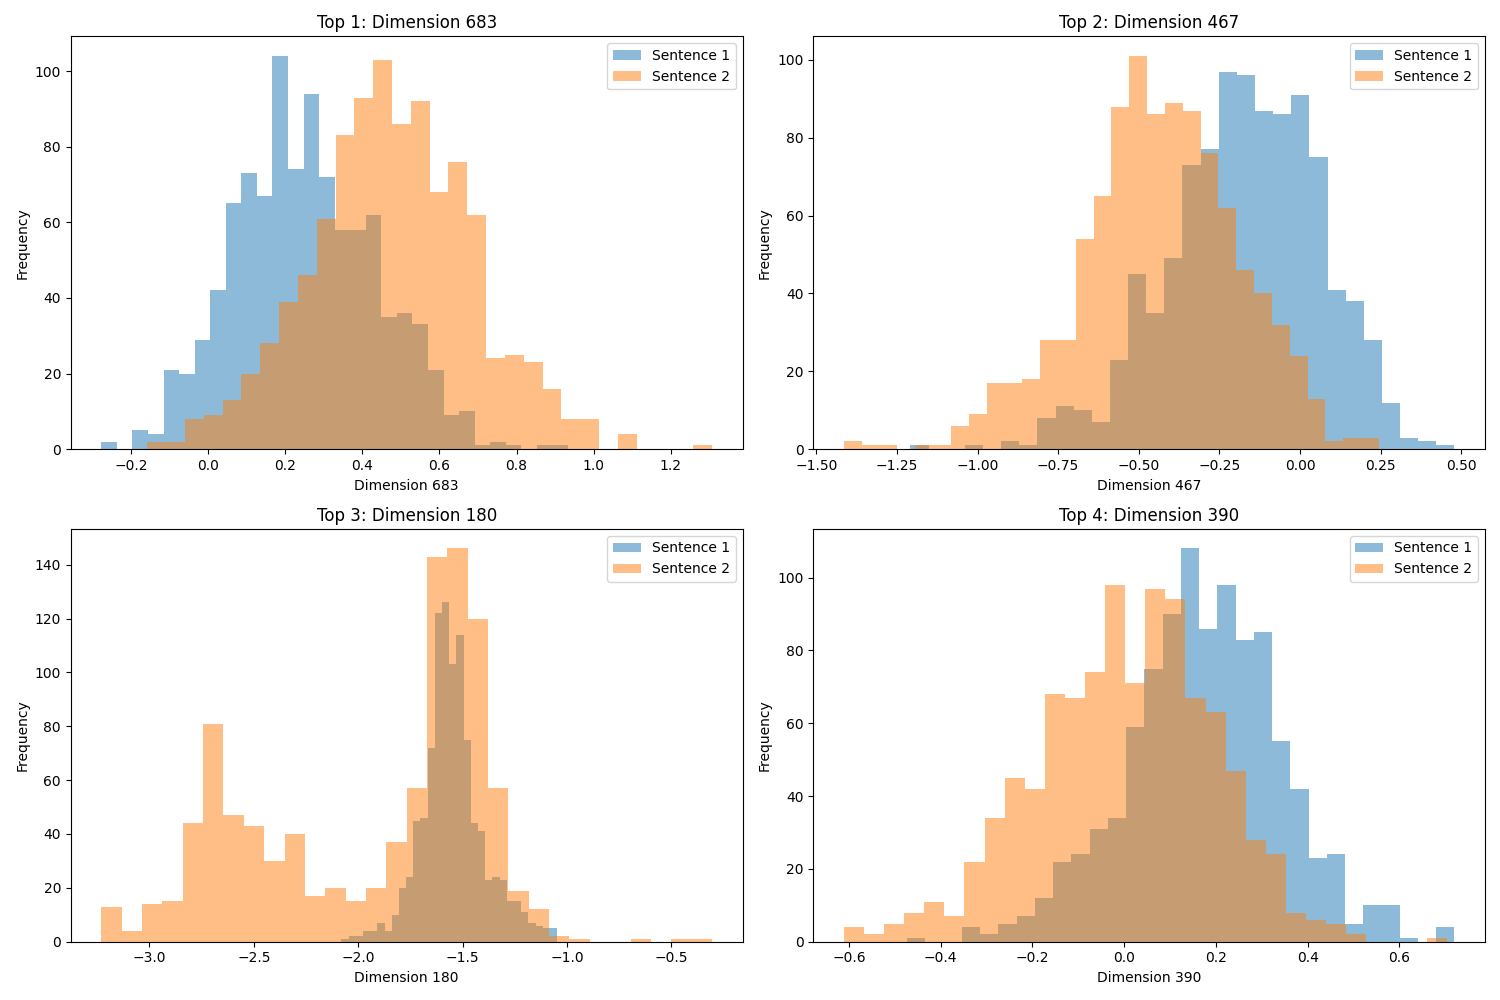 Top 1: Dimension 683
Sentence 1
Sentence 2
Frequency
100
80
60
40
20
0
−0.2 0.0 0.2 0.4 0.6 0.8 1.0 1.2
Dimension 683
Top 2: Dimension 467
Sentence 1
Sentence 2
Frequency
100
80
60
40
20
0
−1.50 −1.25 −1.00 −0.75 −0.50 −0.25 0.00 0.25 0.50
Dimension 467
Top 3: Dimension 180
Sentence 1
Sentence 2
Frequency
140
120
100
80
60
40
20
0
−3.0 −2.5 −2.0 −1.5 −1.0 −0.5
Dimension 180
Top 4: Dimension 390
Sentence 1
Sentence 2
Frequency
100
80
60
40
20
0
−0.6 −0.4 −0.2 0.0 0.2 0.4 0.6
Dimension 390